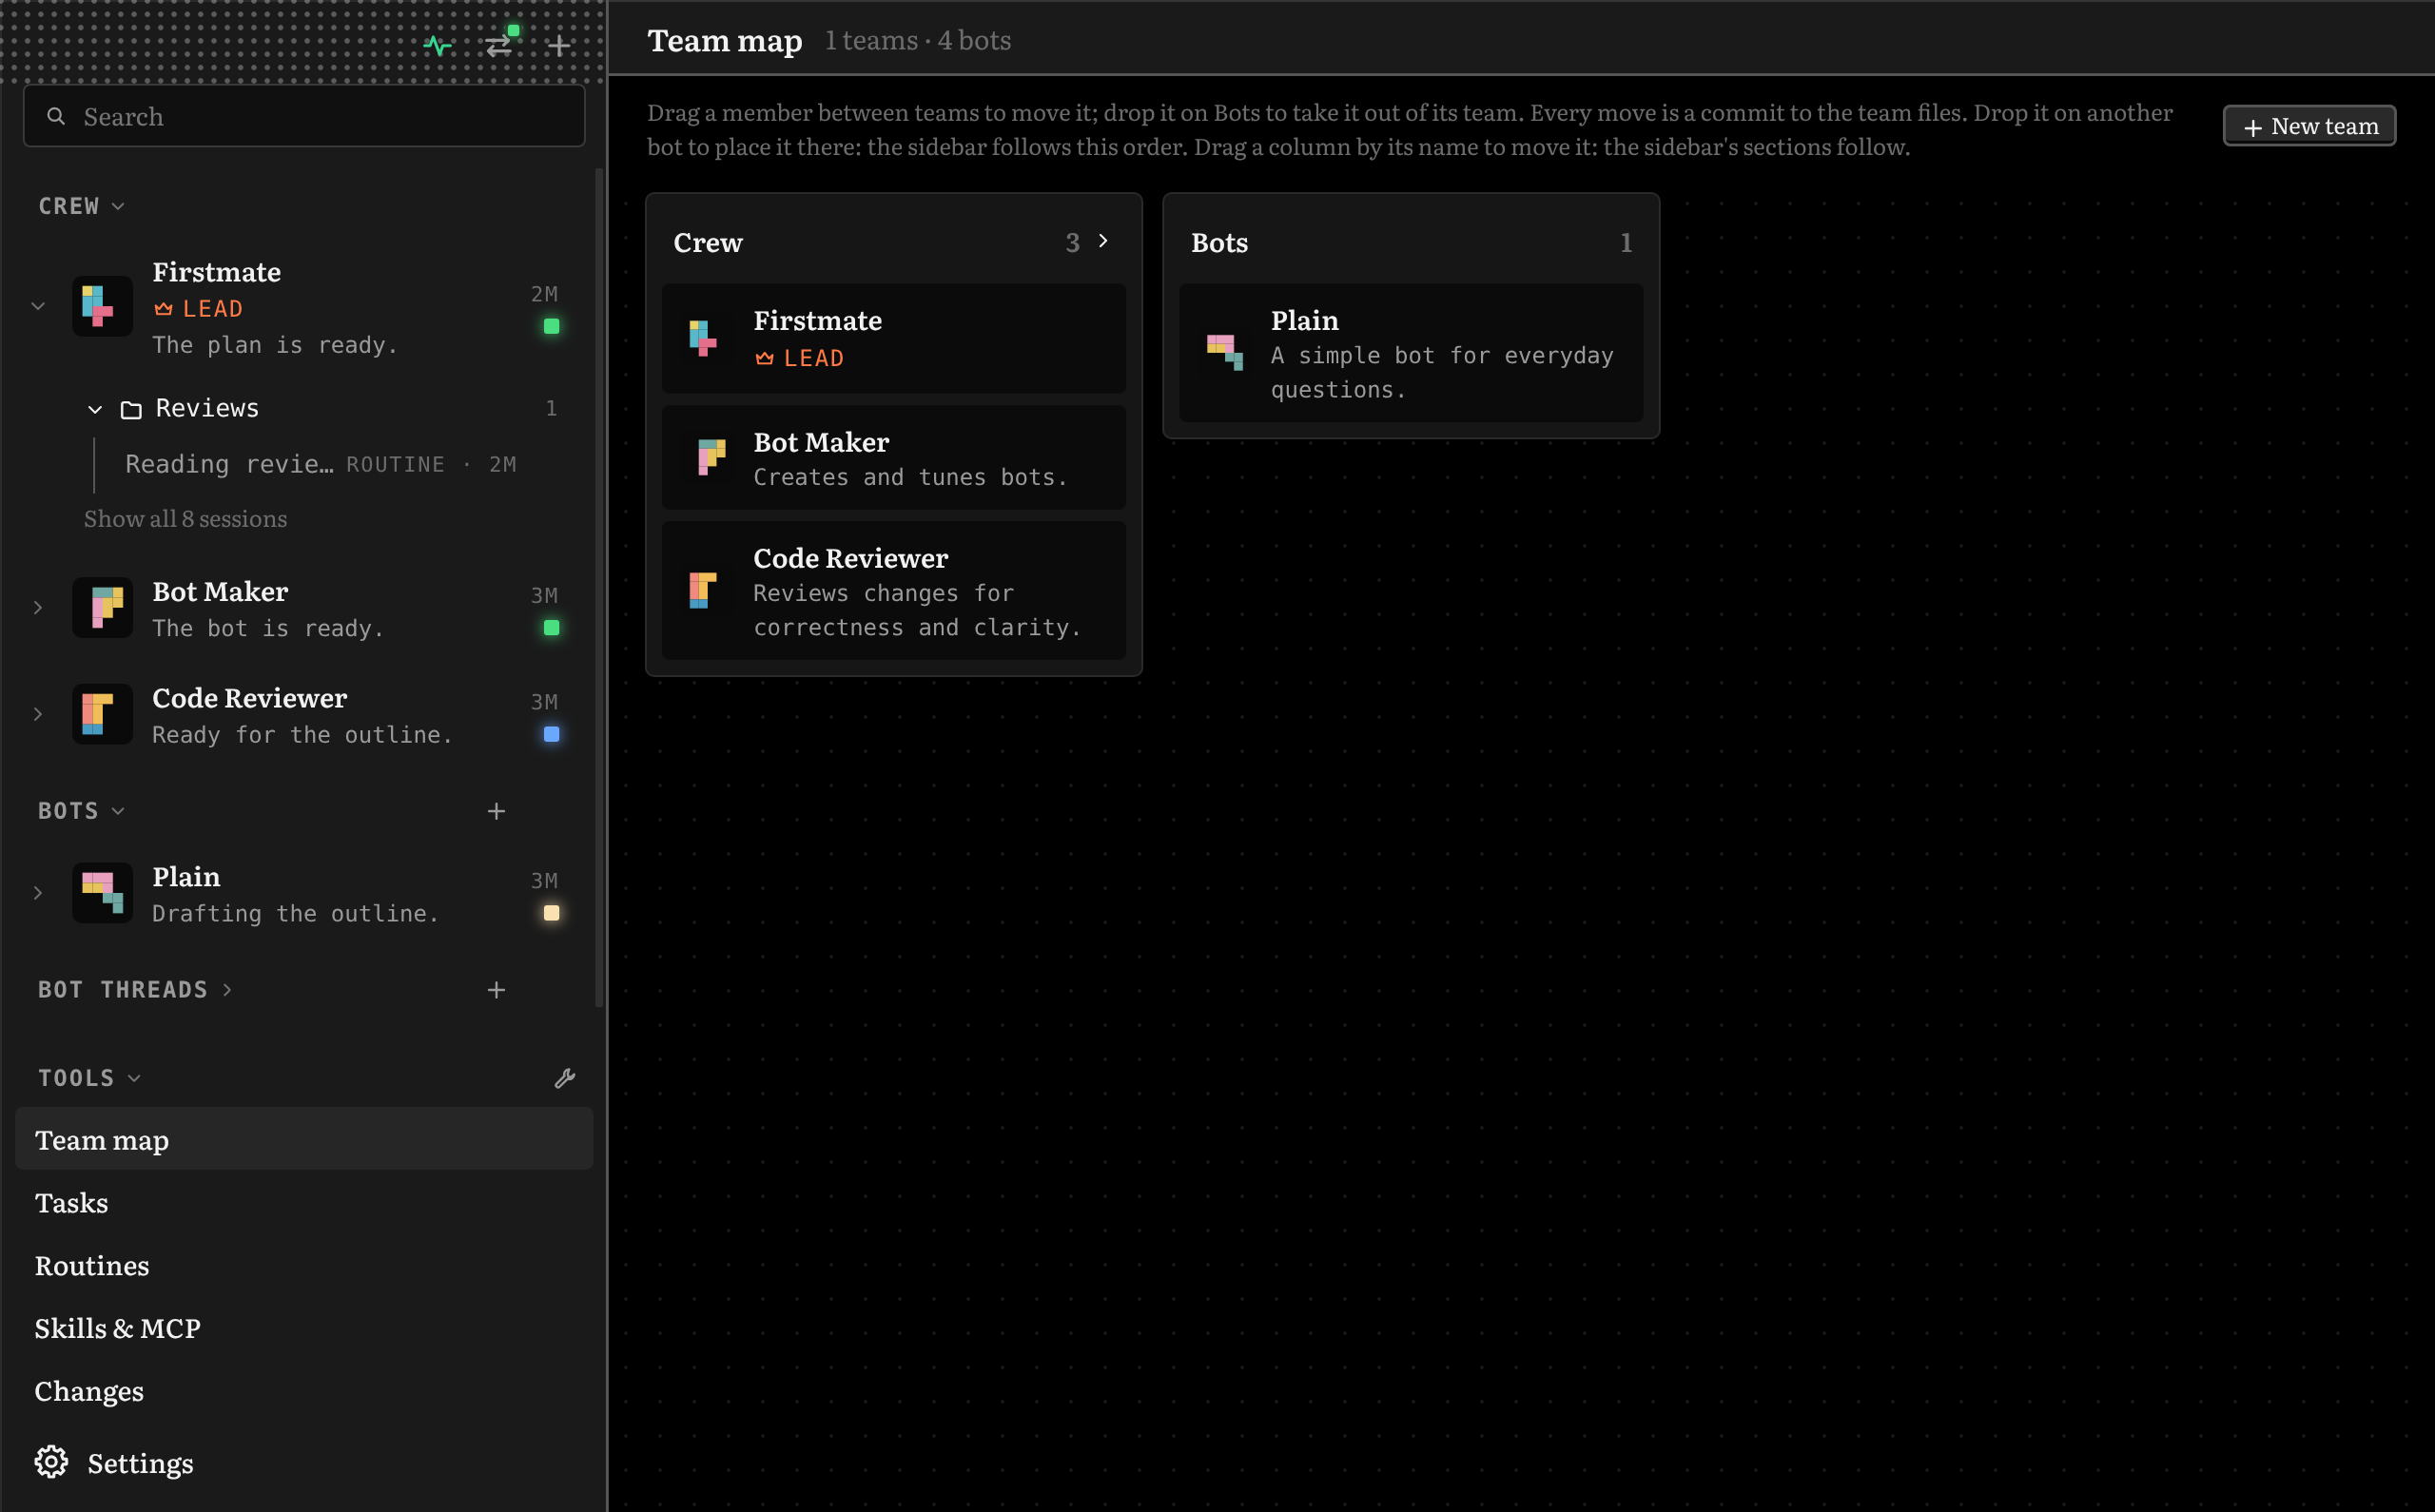 Search
CREW
Firstmate
LEAD
2M
The plan is ready.
Reviews 1
Reading revie… ROUTINE · 2M
Show all 8 sessions
Bot Maker 3M
The bot is ready.
Code Reviewer 3M
Ready for the outline.
BOTS
Plain 3M
Drafting the outline.
BOT THREADS
TOOLS
Team map
Tasks
Routines
Skills & MCP
Changes
Settings
Team map 1 teams · 4 bots
Drag a member between teams to move it; drop it on Bots to take it out of its team. Every move is a commit to the team files. Drop it on another
bot to place it there: the sidebar follows this order. Drag a column by its name to move it: the sidebar's sections follow.
New team
Crew 3
Firstmate
LEAD
Bot Maker
Creates and tunes bots.
Code Reviewer
Reviews changes for
correctness and clarity.
Bots 1
Plain
A simple bot for everyday
questions.